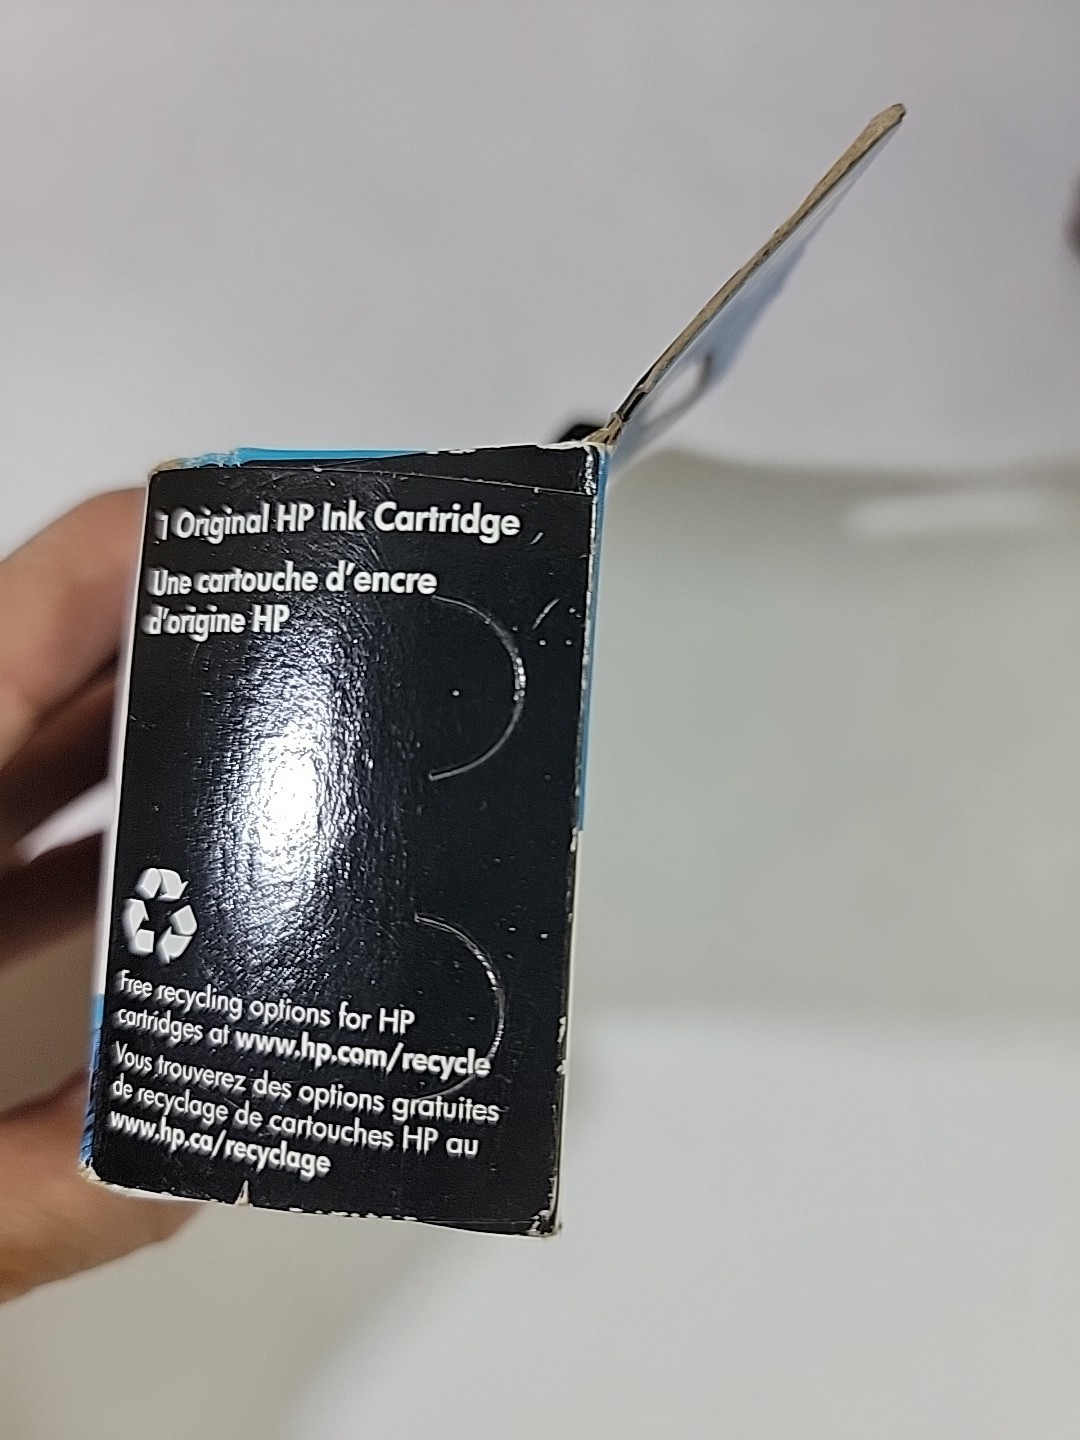 1 Original HP Ink Cartridge
Une cartouche d'encre
d'origine HP
Free recycling options for HP
cartridges at www.hp.com/recycle
Vous trouverez des options gratuites
de recyclage de cartouches HP au
www.hp.ca/recyclage